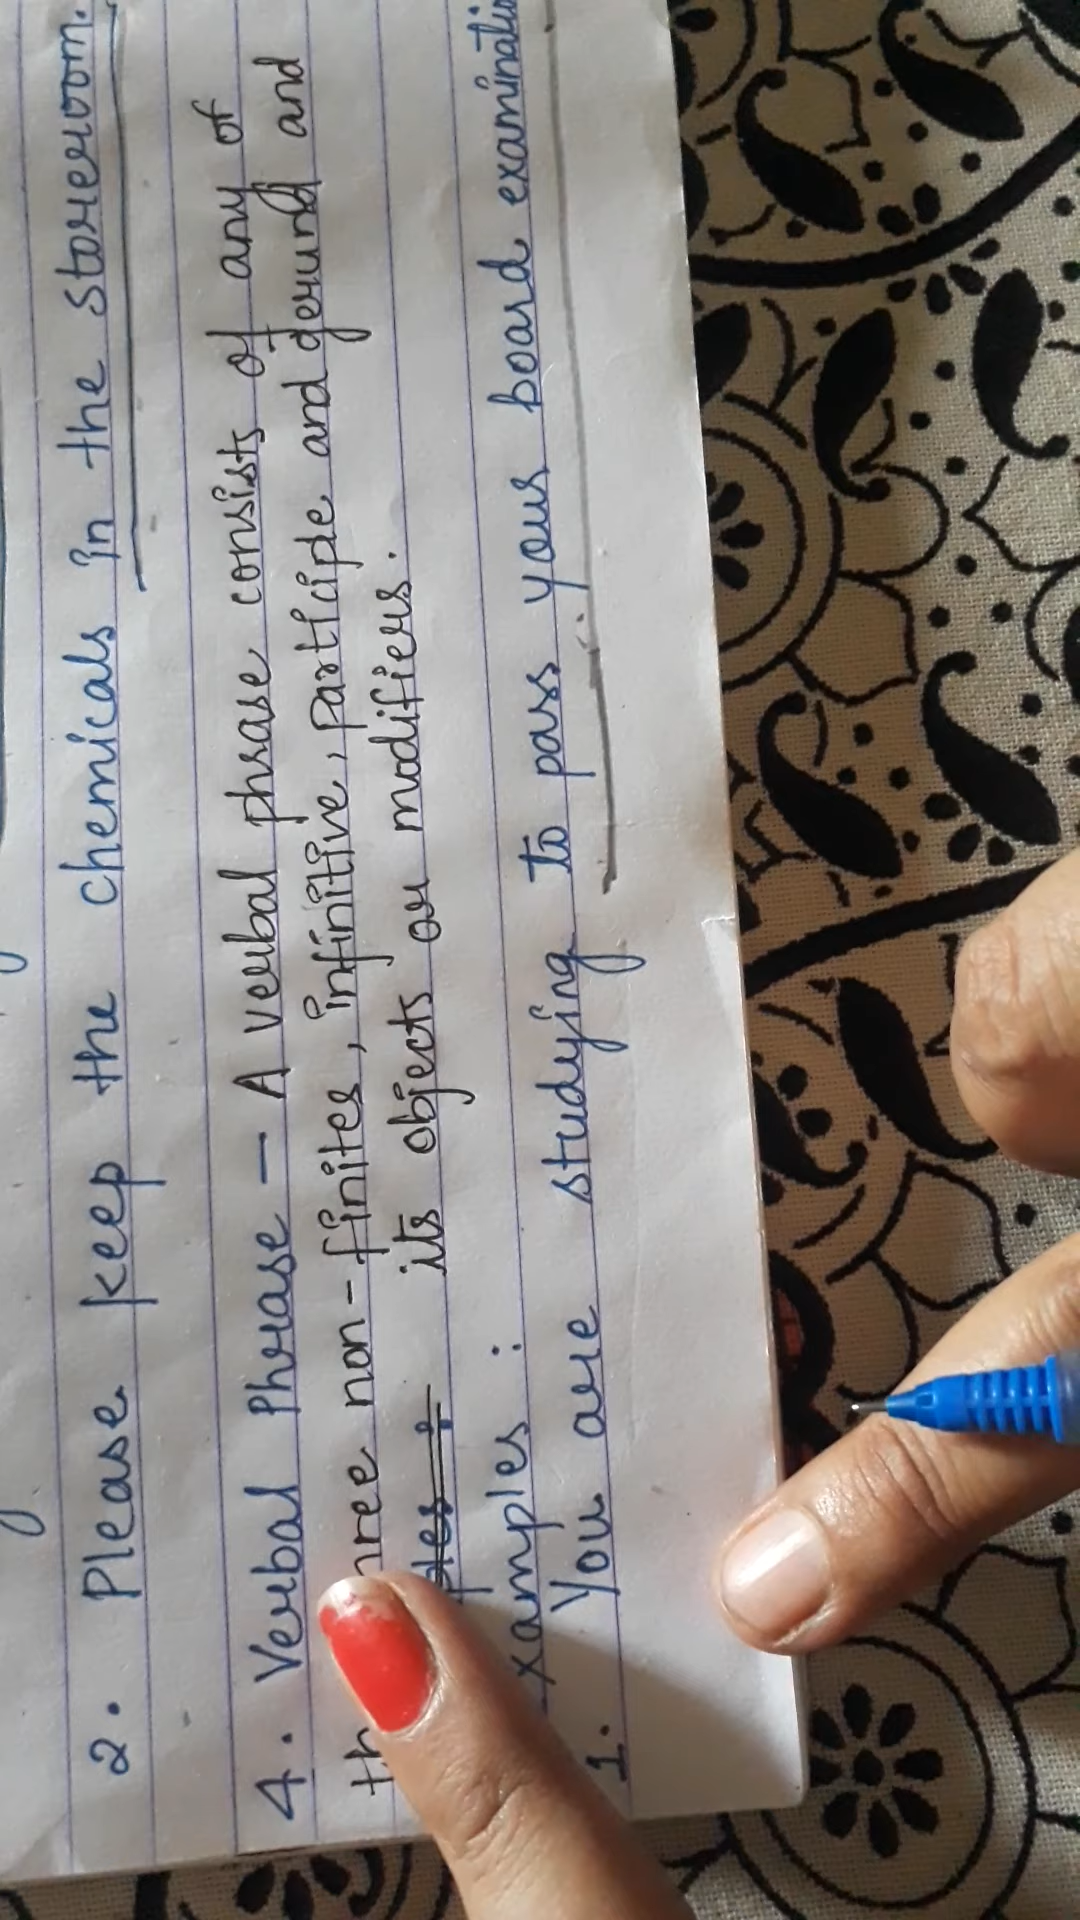 2. Please keep the chemicals in the storeroom.
4. Verbal Phrase - A verbal phrase consists of any of
three non-finites, infinitive, participle and gerund and
its objects or modifiers.
xamples :
1. You are studying to pass your board examinatio